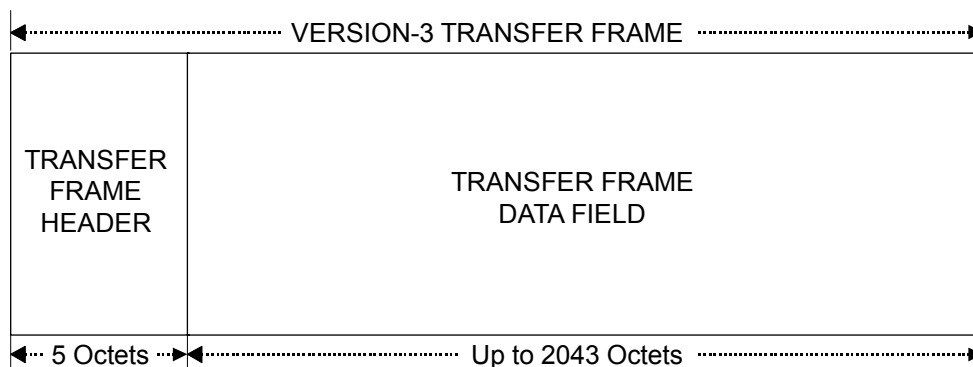 VERSION-3 TRANSFER FRAME
TRANSFER
FRAME
HEADER
TRANSFER FRAME
DATA FIELD
5 Octets
Up to 2043 Octets